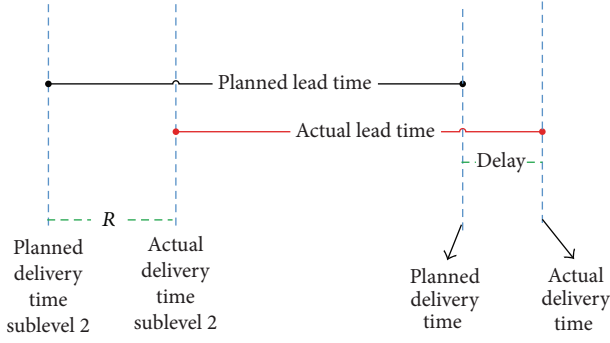 Planned lead time
Actual lead time
Delay
R
Planned
delivery
time
sublevel 2
Actual
delivery
time
sublevel 2
Planned
delivery
time
Actual
delivery
time